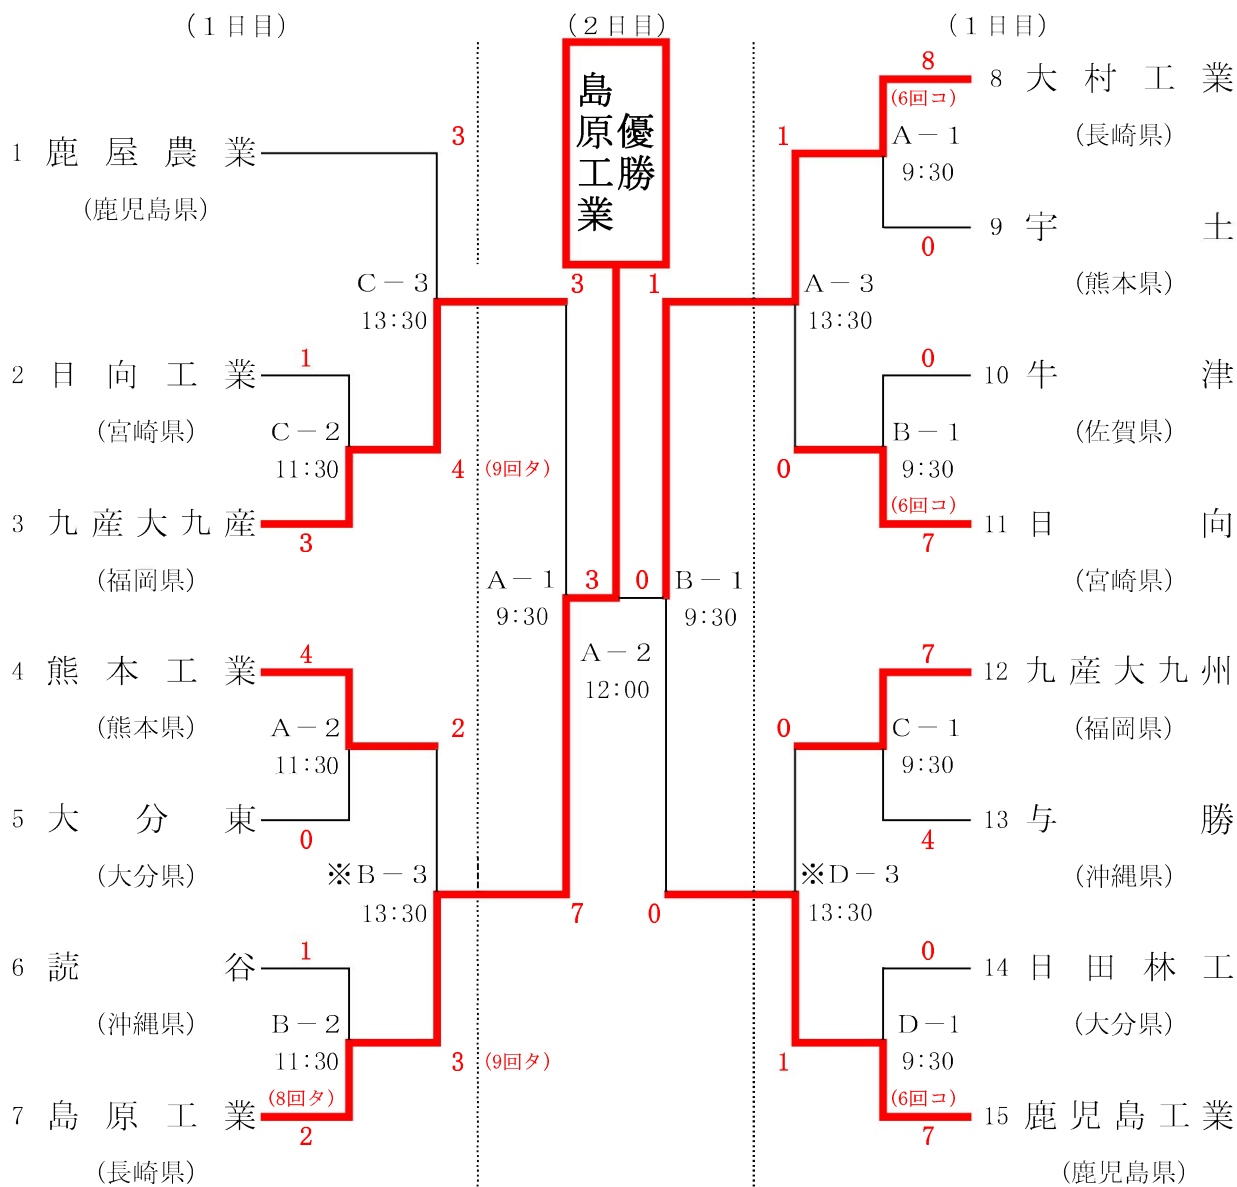 (１日目)
(２日目)
(１日目)
優勝
島原工業
1 鹿屋農業
(鹿児島県)
3
C－3
13:30
2 日向工業
(宮崎県)
1
C－2
11:30
4 (9回タ)
3 九産大九産
(福岡県)
3
4 熊本工業
(熊本県)
4
A－2
11:30
2
5 大分東
(大分県)
0
※B－3
13:30
6 読谷
(沖縄県)
1
B－2
11:30
3 (9回タ)
7 島原工業
(長崎県)
(8回タ)
2
3
A－1
9:30
7
3
0
A－2
12:00
1
B－1
9:30
0
8 大村工業
(長崎県)
8
(6回コ)
A－1
9:30
1
9 宇土
(熊本県)
0
A－3
13:30
10 牛津
(佐賀県)
0
B－1
9:30
0
(6回コ)
11 日向
(宮崎県)
7
12 九産大九州
(福岡県)
7
C－1
9:30
0
13 与勝
(沖縄県)
4
※D－3
13:30
14 日田林工
(大分県)
0
D－1
9:30
1
(6回コ)
15 鹿児島工業
(鹿児島県)
7